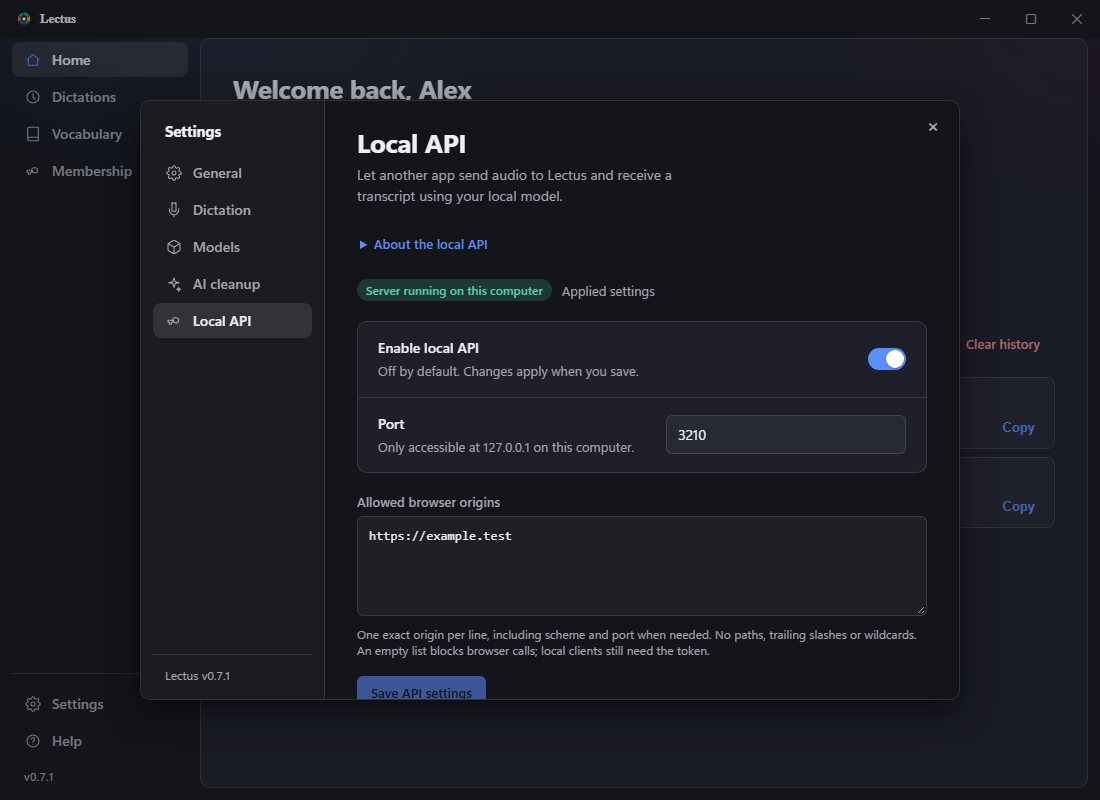 Lectus
Home
Dictations
Vocabulary
Membership
Welcome back, Alex
Settings
General
Dictation
Models
AI cleanup
Local API
Lectus v0.7.1
Local API
Let another app send audio to Lectus and receive a
transcript using your local model.
About the local API
Server running on this computer Applied settings
Enable local API
Off by default. Changes apply when you save.
Port
Only accessible at 127.0.0.1 on this computer.
3210
Allowed browser origins
https://example.test
One exact origin per line, including scheme and port when needed. No paths, trailing slashes or wildcards.
An empty list blocks browser calls; local clients still need the token.
Save API settings
Clear history
Copy
Copy
Settings
Help
v0.7.1